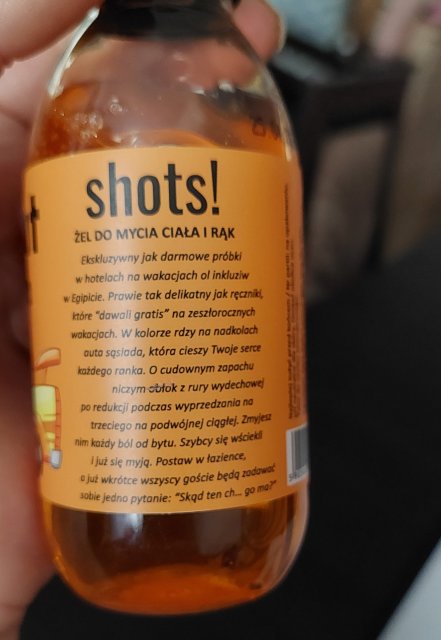 shots!
ŻEL DO MYCIA CIAŁA I RĄK
Ekskluzywny jak darmowe próbki
w hotelach na wakacjach ol inkluziw
w Egipicie. Prawie tak delikatny jak ręczniki,
które "dawali gratis" na zeszłorocznych
wakacjach. W kolorze rdzy na nadkolach
auta sąsiada, która cieszy Twoje serce
każdego ranka. O cudownym zapachu
niczym obłok z rury wydechowej
po redukcji podczas wyprzedzania na
trzeciego na podwójnej ciągłej. Zmyjesz
nim każdy ból od bytu. Szybcy się wściekli
i już się myją. Postaw w łazience,
a już wkrótce wszyscy goście będą zadawać
sobie jedno pytanie: "Skąd ten ch... go ma?"